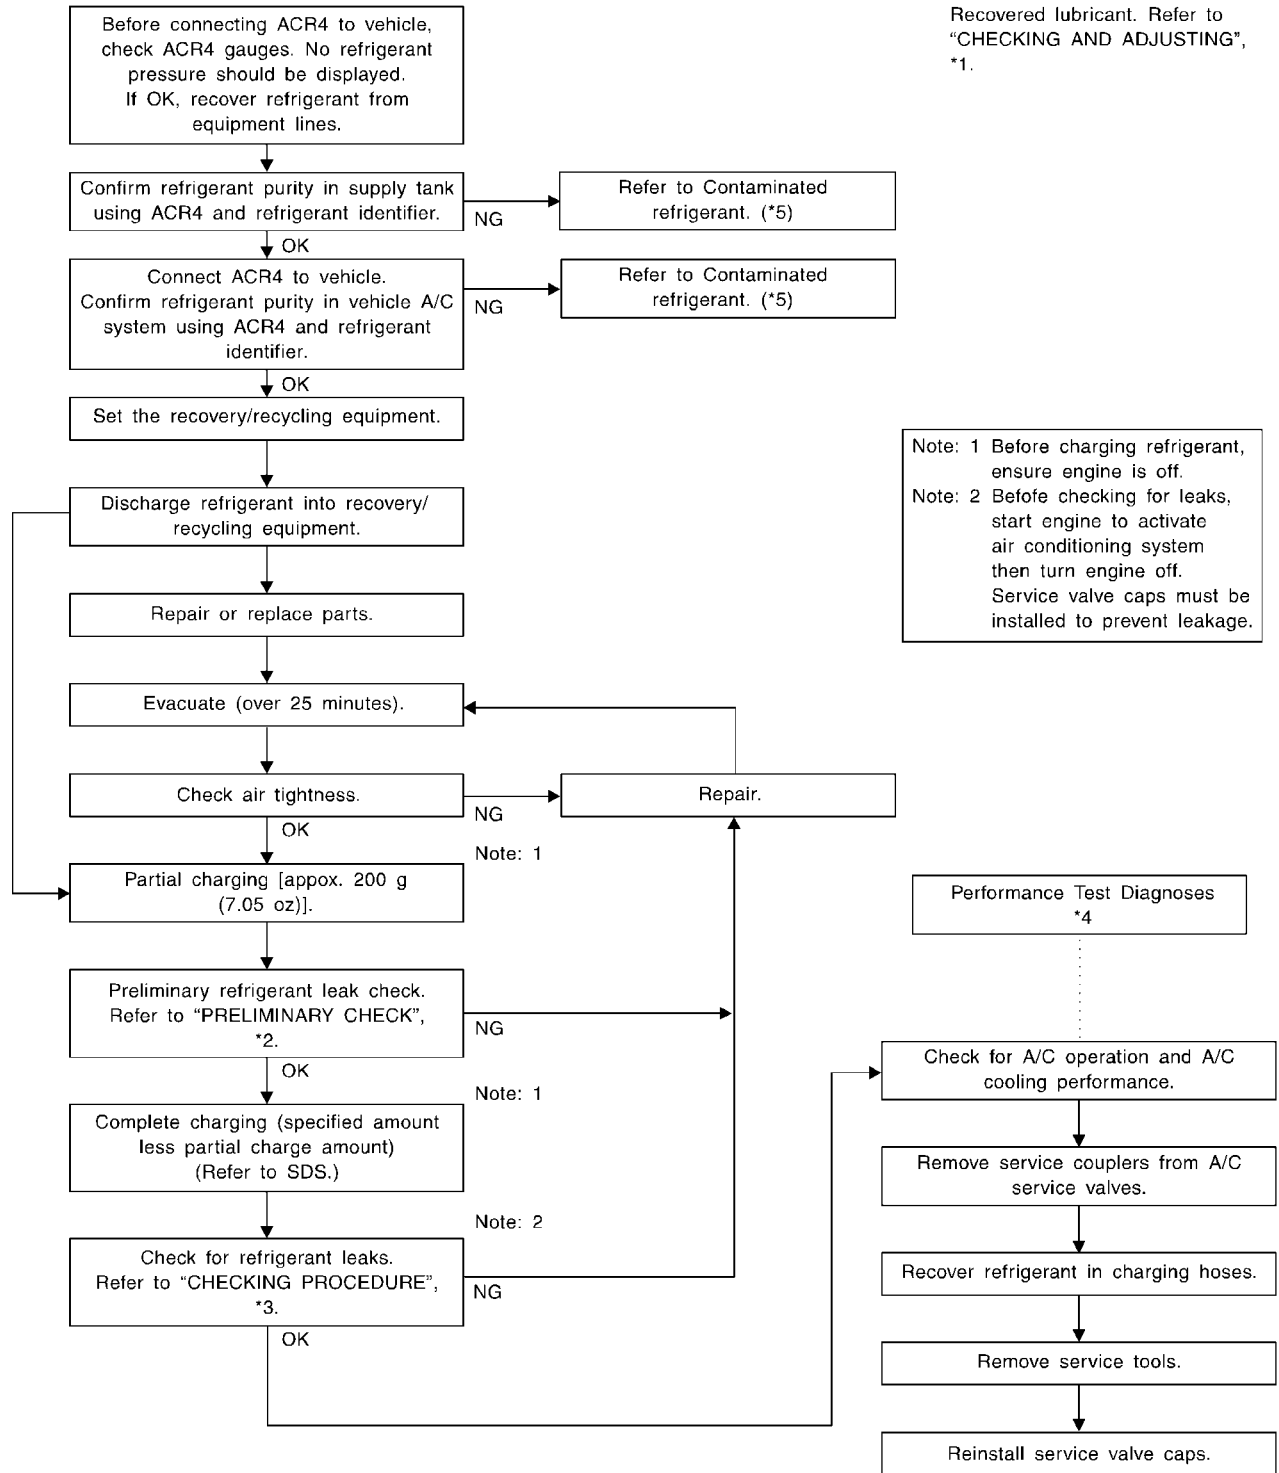 Before connecting ACR4 to vehicle,
check ACR4 gauges. No refrigerant
pressure should be displayed.
If OK, recover refrigerant from
equipment lines.
Recovered lubricant. Refer to
“CHECKING AND ADJUSTING”,
*1.
Confirm refrigerant purity in supply tank
using ACR4 and refrigerant identifier.
NG
Refer to Contaminated
refrigerant. (*5)
OK
Connect ACR4 to vehicle.
Confirm refrigerant purity in vehicle A/C
system using ACR4 and refrigerant
identifier.
NG
Refer to Contaminated
refrigerant. (*5)
OK
Set the recovery/recycling equipment.
Note: 1 Before charging refrigerant,
ensure engine is off.
Note: 2 Befofe checking for leaks,
start engine to activate
air conditioning system
then turn engine off.
Service valve caps must be
installed to prevent leakage.
Discharge refrigerant into recovery/
recycling equipment.
Repair or replace parts.
Evacuate (over 25 minutes).
Check air tightness.
NG
Repair.
OK
Note: 1
Partial charging [appox. 200 g
(7.05 oz)].
Preliminary refrigerant leak check.
Refer to “PRELIMINARY CHECK”,
*2.
NG
OK
Note: 1
Complete charging (specified amount
less partial charge amount)
(Refer to SDS.)
Note: 2
Check for refrigerant leaks.
Refer to “CHECKING PROCEDURE”,
*3.
NG
OK
Performance Test Diagnoses
*4
Check for A/C operation and A/C
cooling performance.
Remove service couplers from A/C
service valves.
Recover refrigerant in charging hoses.
Remove service tools.
Reinstall service valve caps.